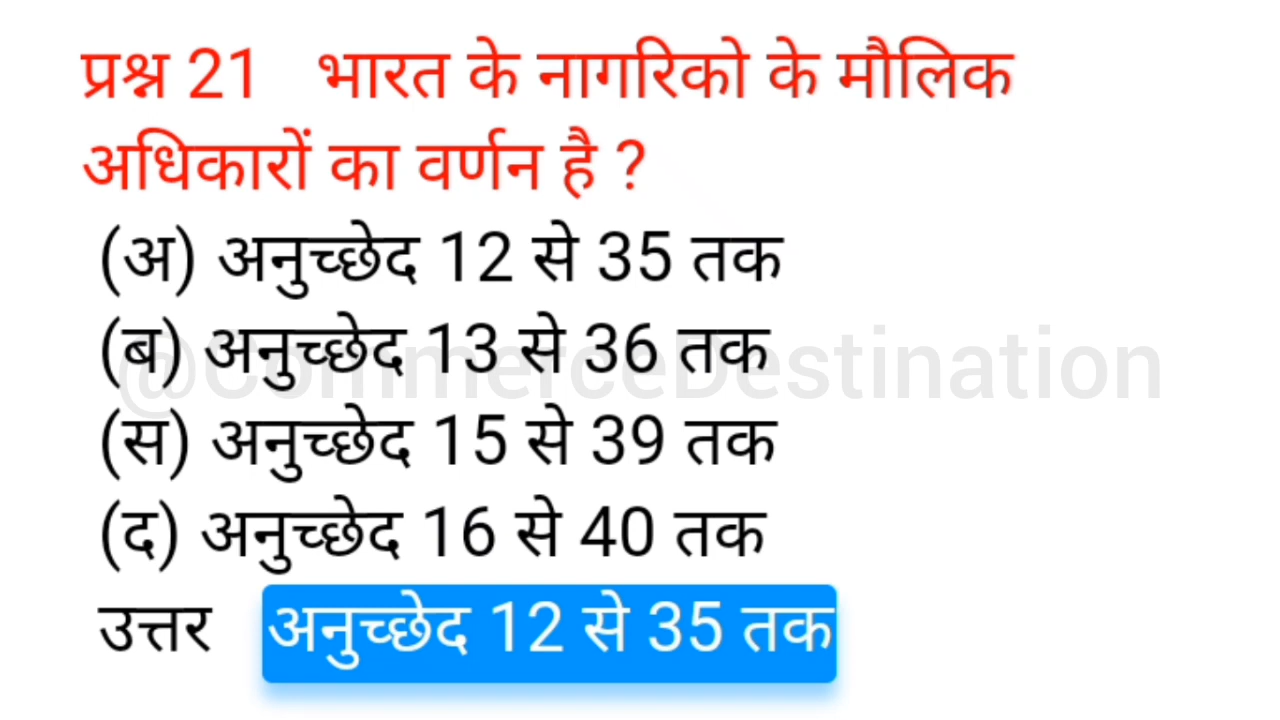 प्रश्न 21 भारत के नागरिको के मौलिक
अधिकारों का वर्णन है ?
(अ) अनुच्छेद 12 से 35 तक
(ब) अनुच्छेद 13 से 36 तक
@CommerceDestination
(स) अनुच्छेद 15 से 39 तक
(द) अनुच्छेद 16 से 40 तक
उत्तर अनुच्छेद 12 से 35 तक